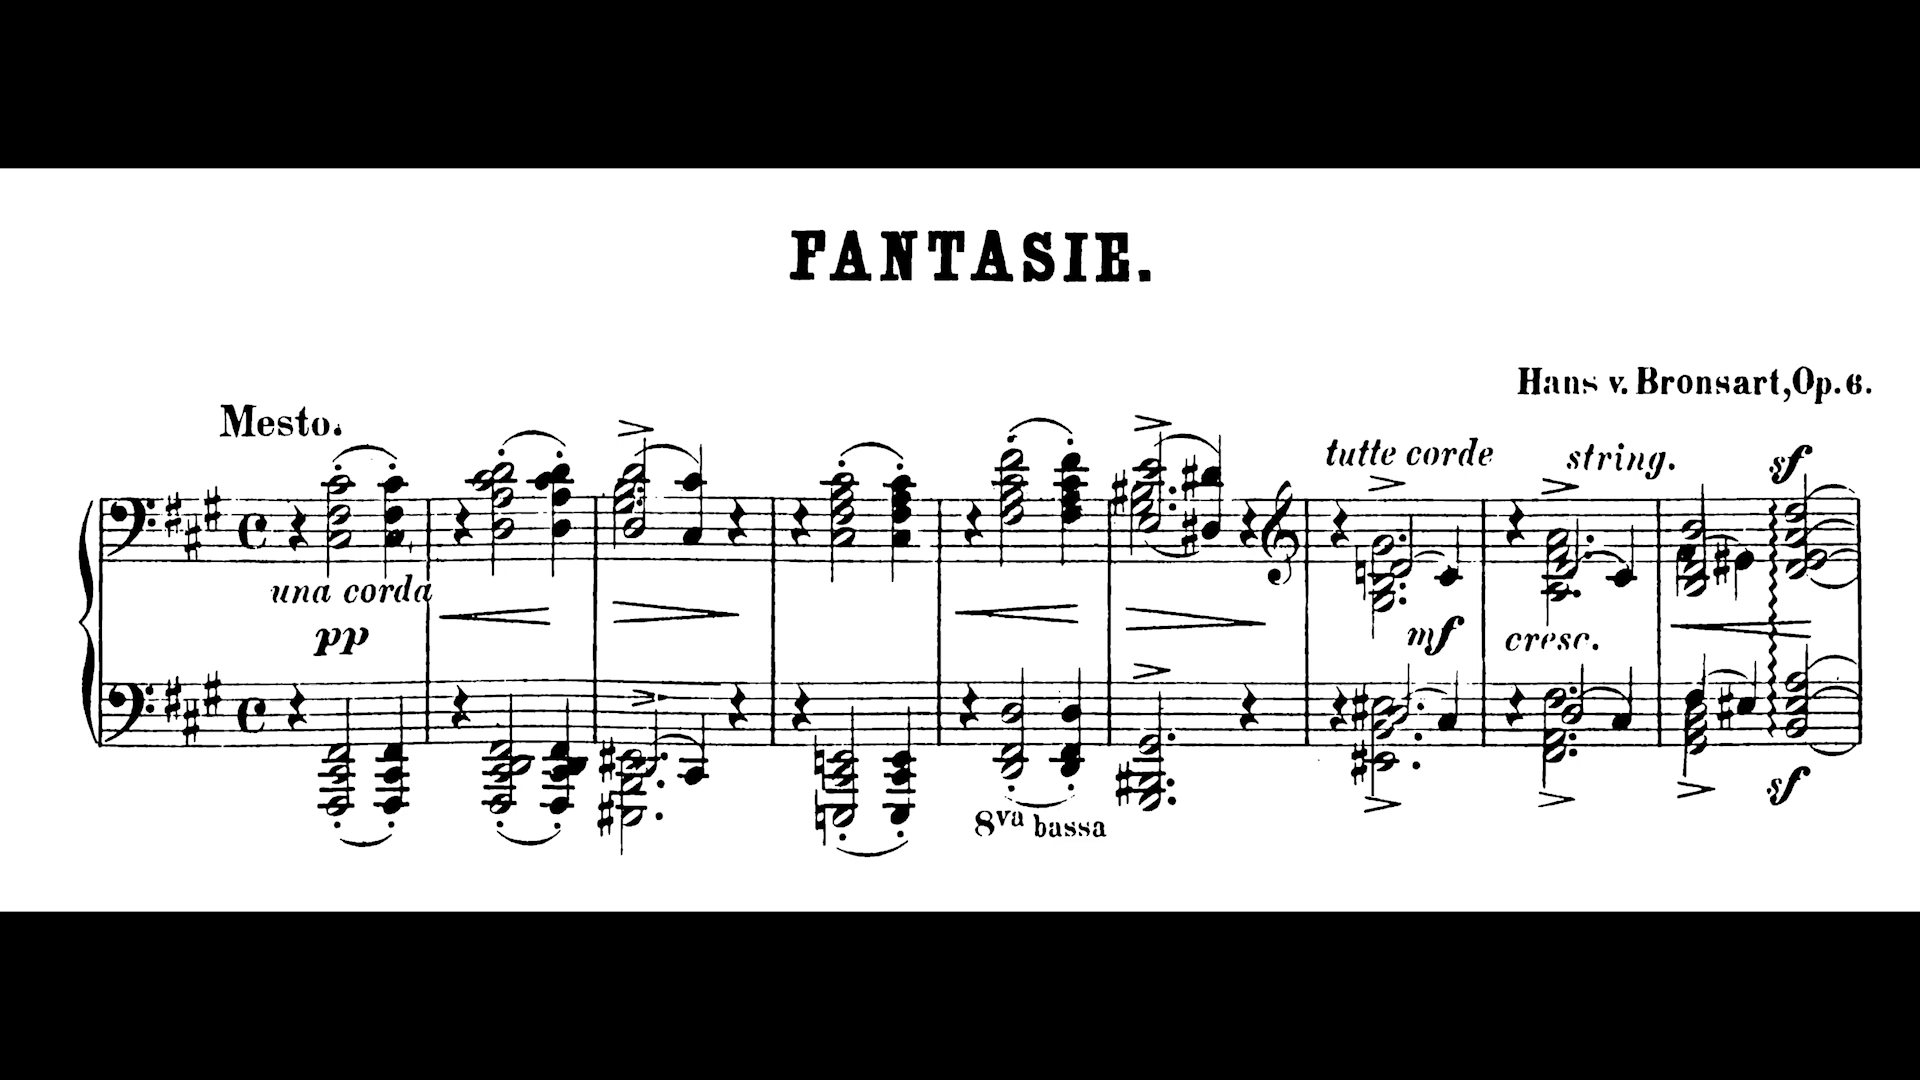 FANTASIE.
Hans v. Bronsart, Op. 6.
Mesto.
tutte corde
string.
sf
una corda
pp
mf
cresc.
8va bassa
sf